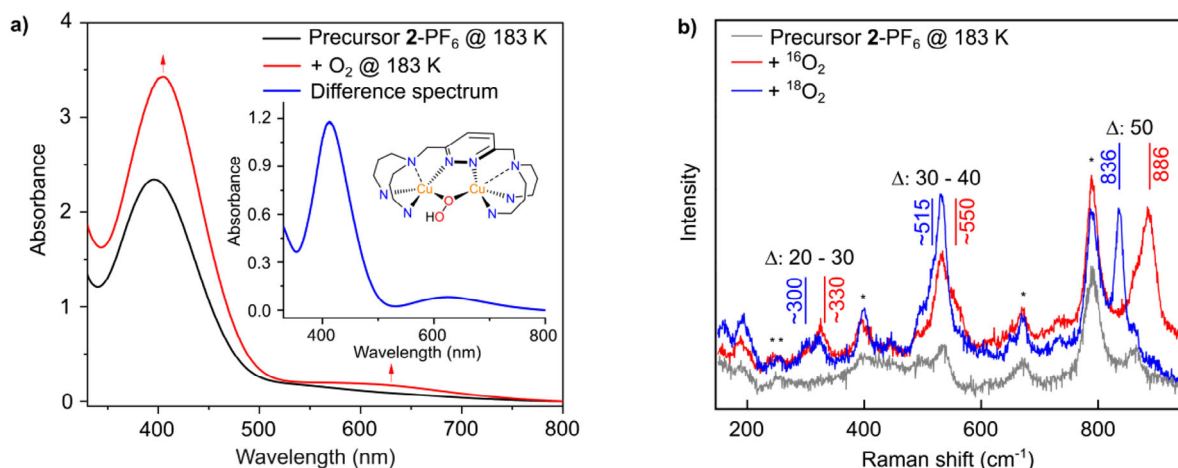 a)
Precursor 2-PF6 @ 183 K
+ O2 @ 183 K
Difference spectrum
Absorbance
4
3
2
1
0
400
500
600
700
800
Wavelength (nm)
Absorbance
1.2
0.9
0.6
0.3
0.0
400
600
800
Wavelength (nm)
N
N
N
N
N
N
N
N
Cu
Cu
O
HO
b)
Precursor 2-PF6 @ 183 K
+ 16O2
+ 18O2
Δ: 50
836
886
Δ: 30 - 40
~515
~550
Δ: 20 - 30
~300
~330
*
*
*
*
*
Intensity
200
400
600
800
Raman shift (cm-1)